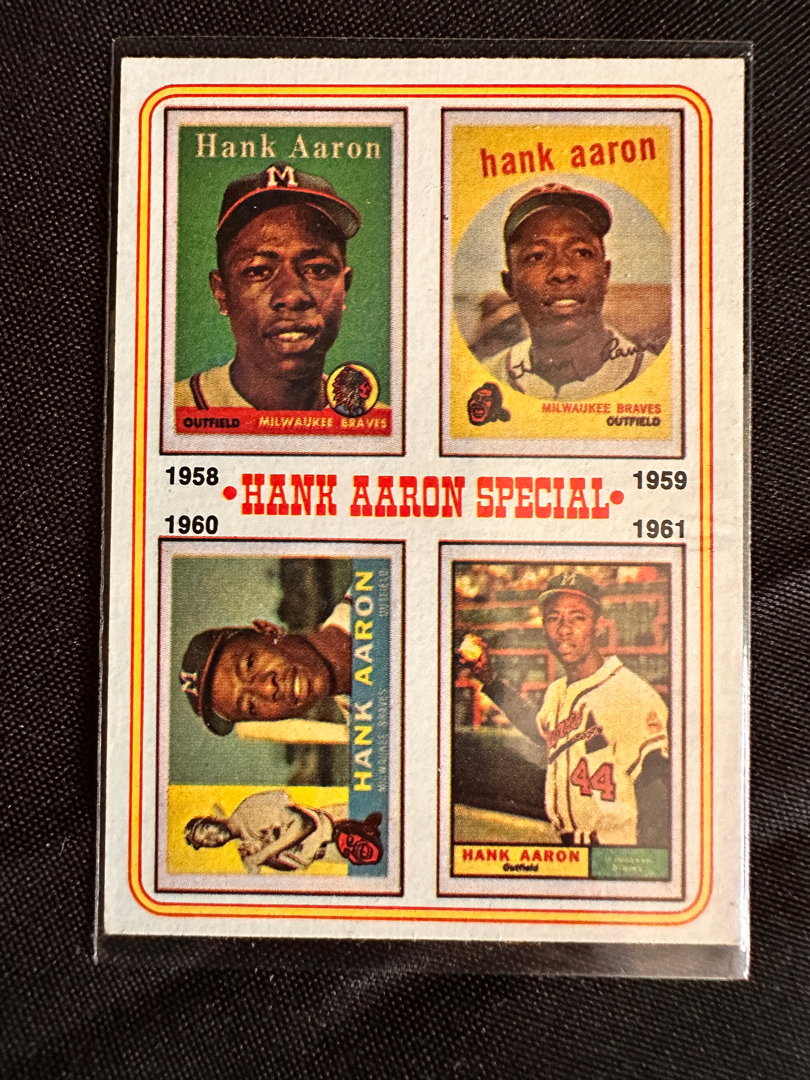 Hank Aaron
M
OUTFIELD MILWAUKEE BRAVES
hank aaron
MILWAUKEE BRAVES
OUTFIELD
1958
1959
•HANK AARON SPECIAL•
1960
1961
M
HANK AARON
OUTFIELD
MILWAUKEE BRAVES
M
44
HANK AARON
Outfield